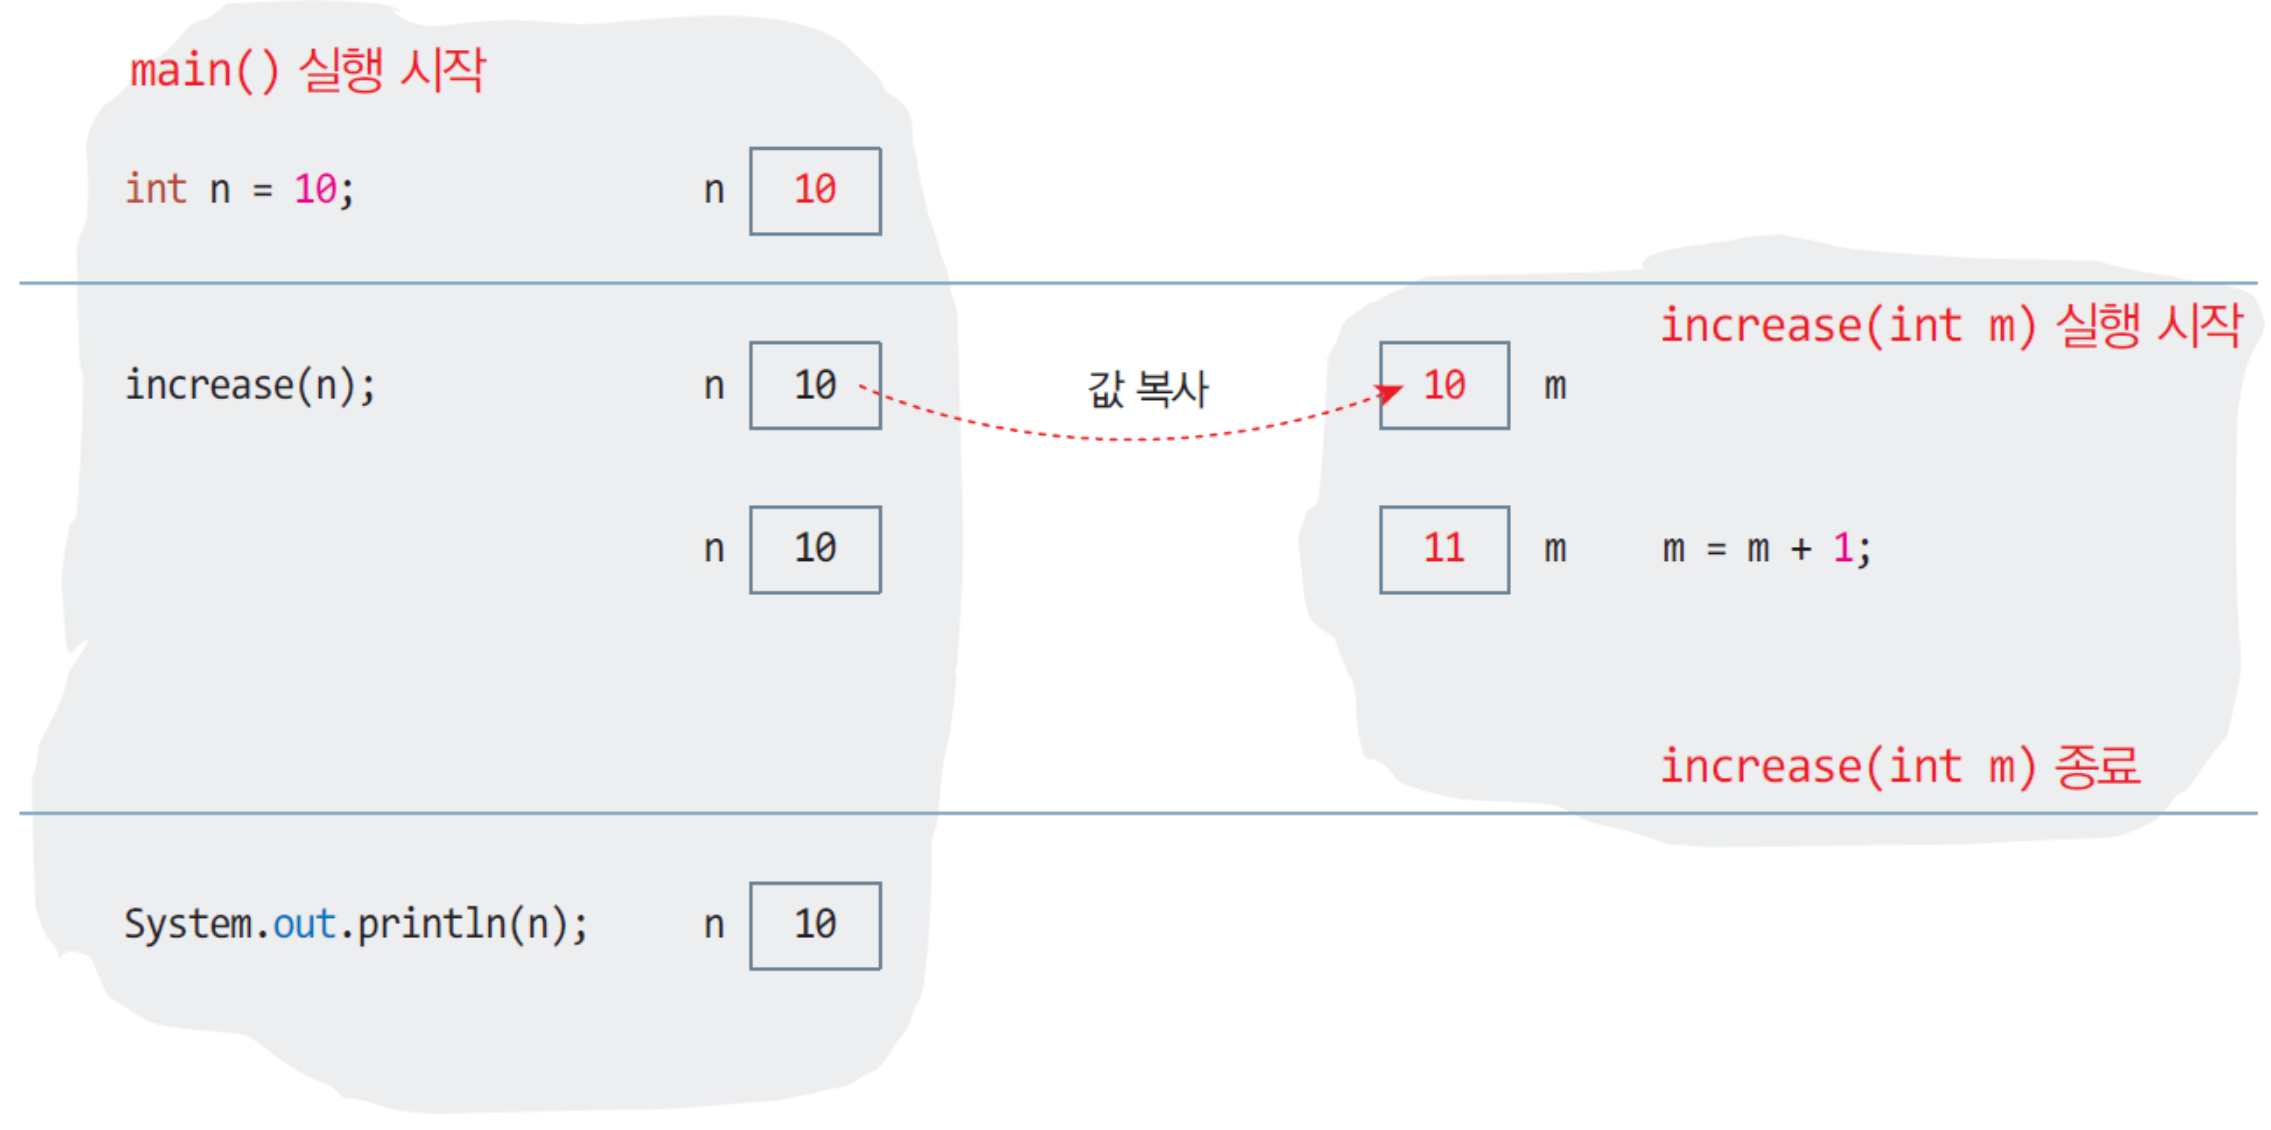 main() 실행 시작
int n = 10; n 10
increase(int m) 실행 시작
increase(n); n 10 값 복사 10 m
n 10 11 m m = m + 1;
increase(int m) 종료
System.out.println(n); n 10